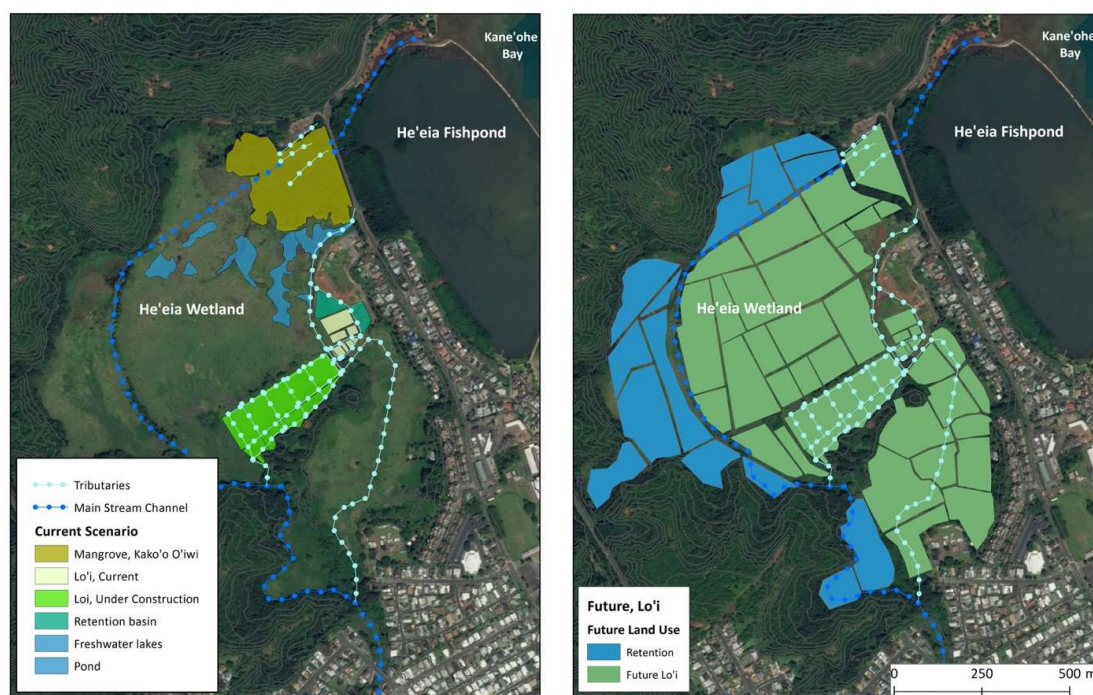 Kane'ohe
Bay
He'eia Fishpond
He'eia Wetland
Tributaries
Main Stream Channel
Current Scenario
Mangrove, Kako'o O'iwi
Lo'i, Current
Loi, Under Construction
Retention basin
Freshwater lakes
Pond
Kane'ohe
Bay
He'eia Fishpond
He'eia Wetland
Future, Lo'i
Future Land Use
Retention
Future Lo'i
0 250 500 m